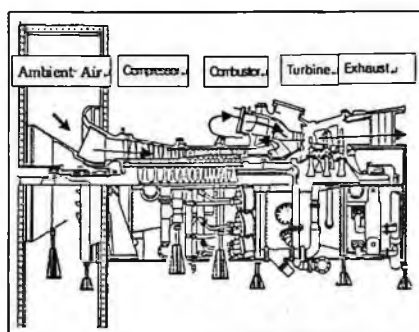 Ambient Air
Compressor
Combustor
Turbine
Exhaust